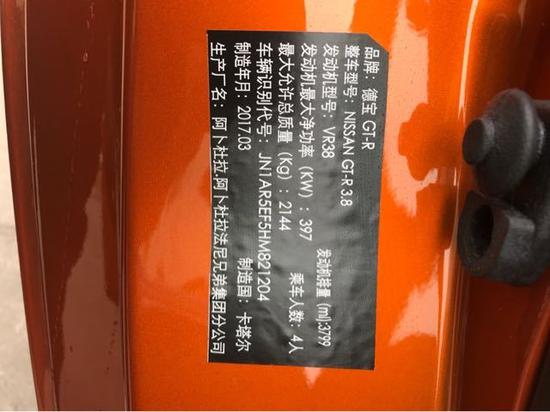 品牌：德宝 GT-R
整车型号：NISSAN GT-R 3.8
发动机型号：VR38
发动机排量 (ml):3799
发动机最大净功率 (KW)：397
最大允许总质量 (Kg)：2144
乘车人数：4人
车辆识别代号：JN1AR5EF5HM821204
制造年月：2017.03
制造国：卡塔尔
生产厂名：阿卜杜拉.阿卜杜拉法尼兄弟集团分公司